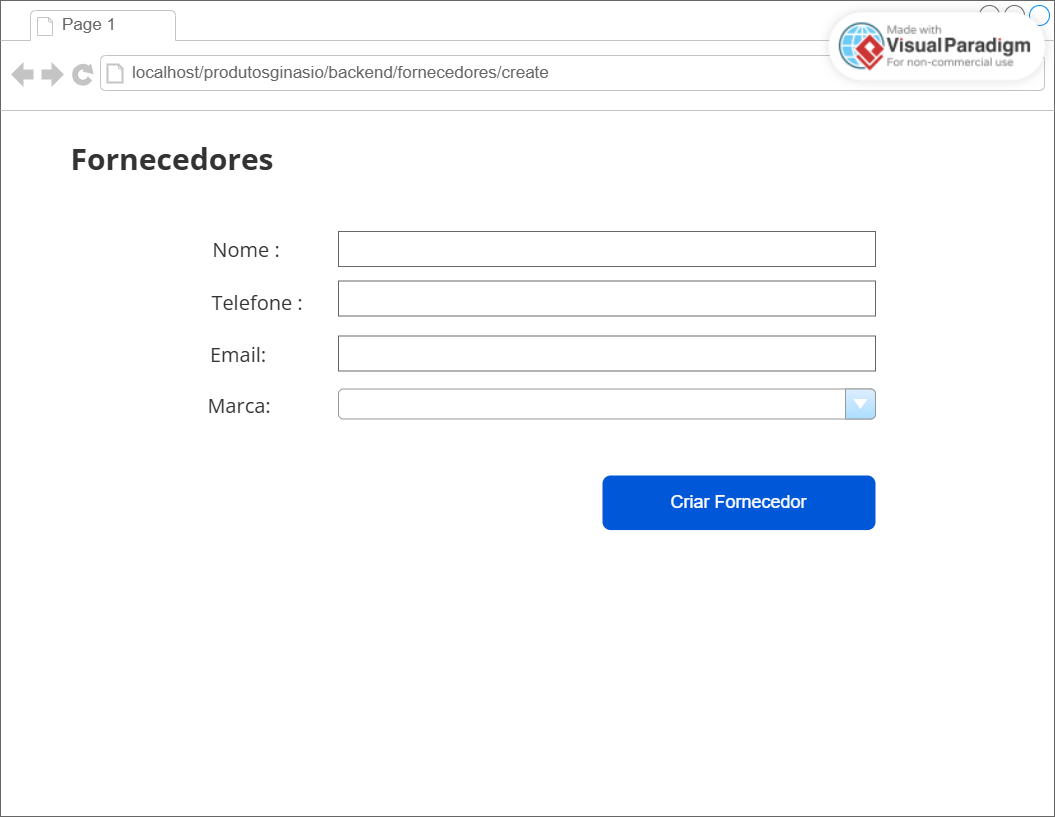 Page 1
Made with
Visual Paradigm
For non-commercial use
localhost/produtosginasio/backend/fornecedores/create
Fornecedores
Nome :
Telefone :
Email:
Marca:
Criar Fornecedor